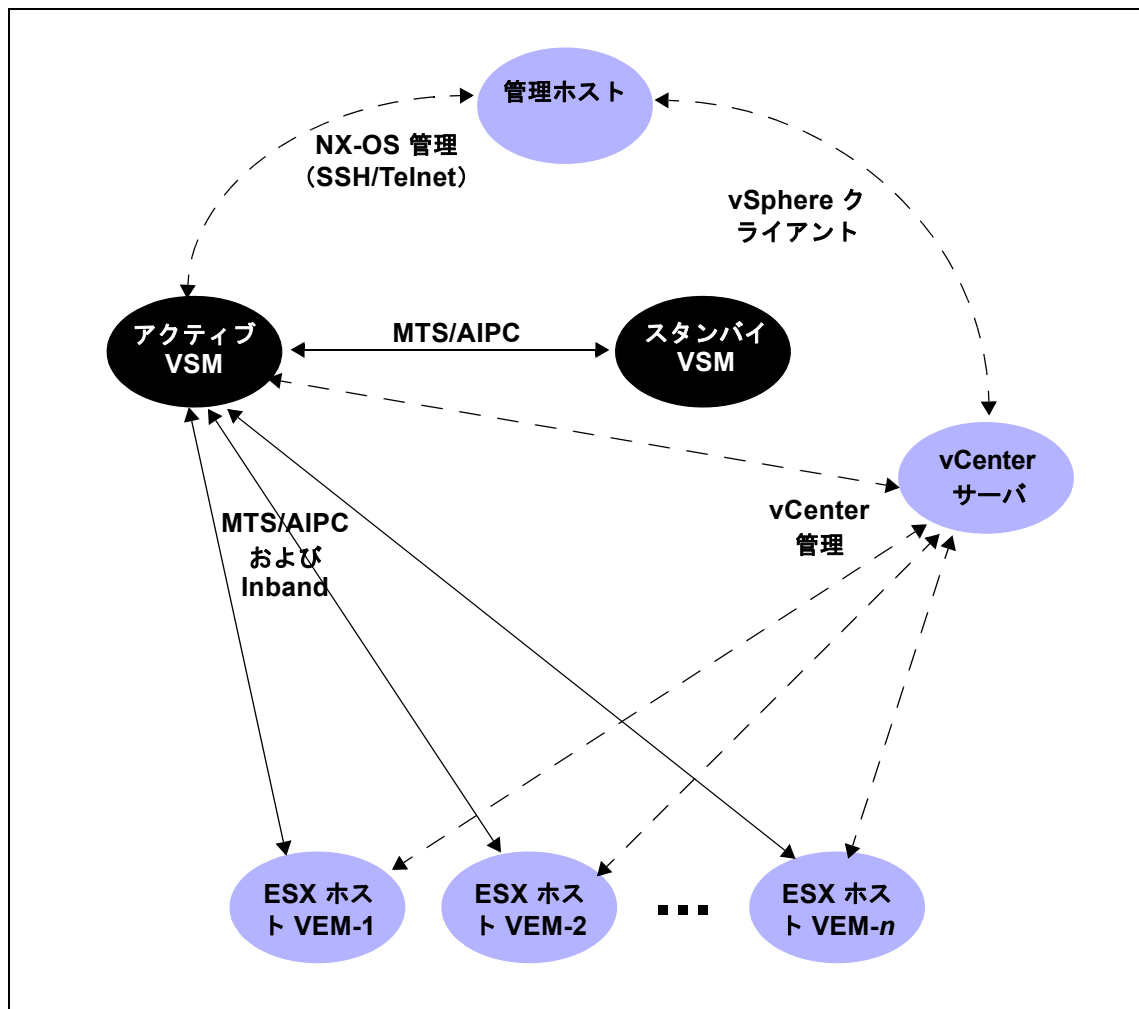 管理ホスト
NX-OS 管理
（SSH/Telnet）
vSphere ク
ライアント
アクティブ
VSM
MTS/AIPC
スタンバイ
VSM
vCenter
サーバ
MTS/AIPC
および
Inband
vCenter
管理
ESX ホス
ト VEM-1
ESX ホス
ト VEM-2
...
ESX ホス
ト VEM-n